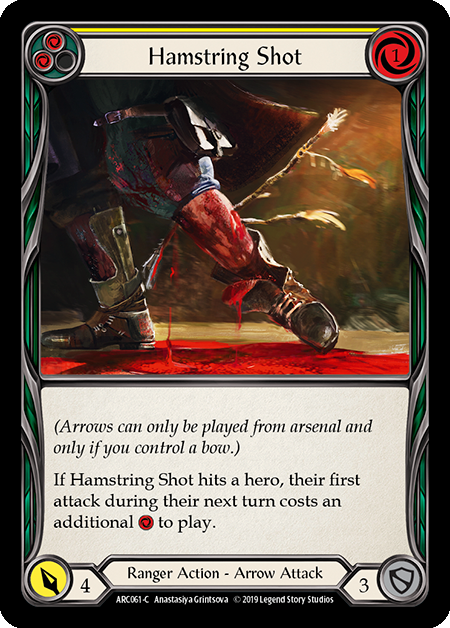 Hamstring Shot
1
(Arrows can only be played from arsenal and
only if you control a bow.)
If Hamstring Shot hits a hero, their first
attack during their next turn costs an
additional to play.
4
Ranger Action - Arrow Attack
3
ARC061-C Anastasiya Grintsova © 2019 Legend Story Studios